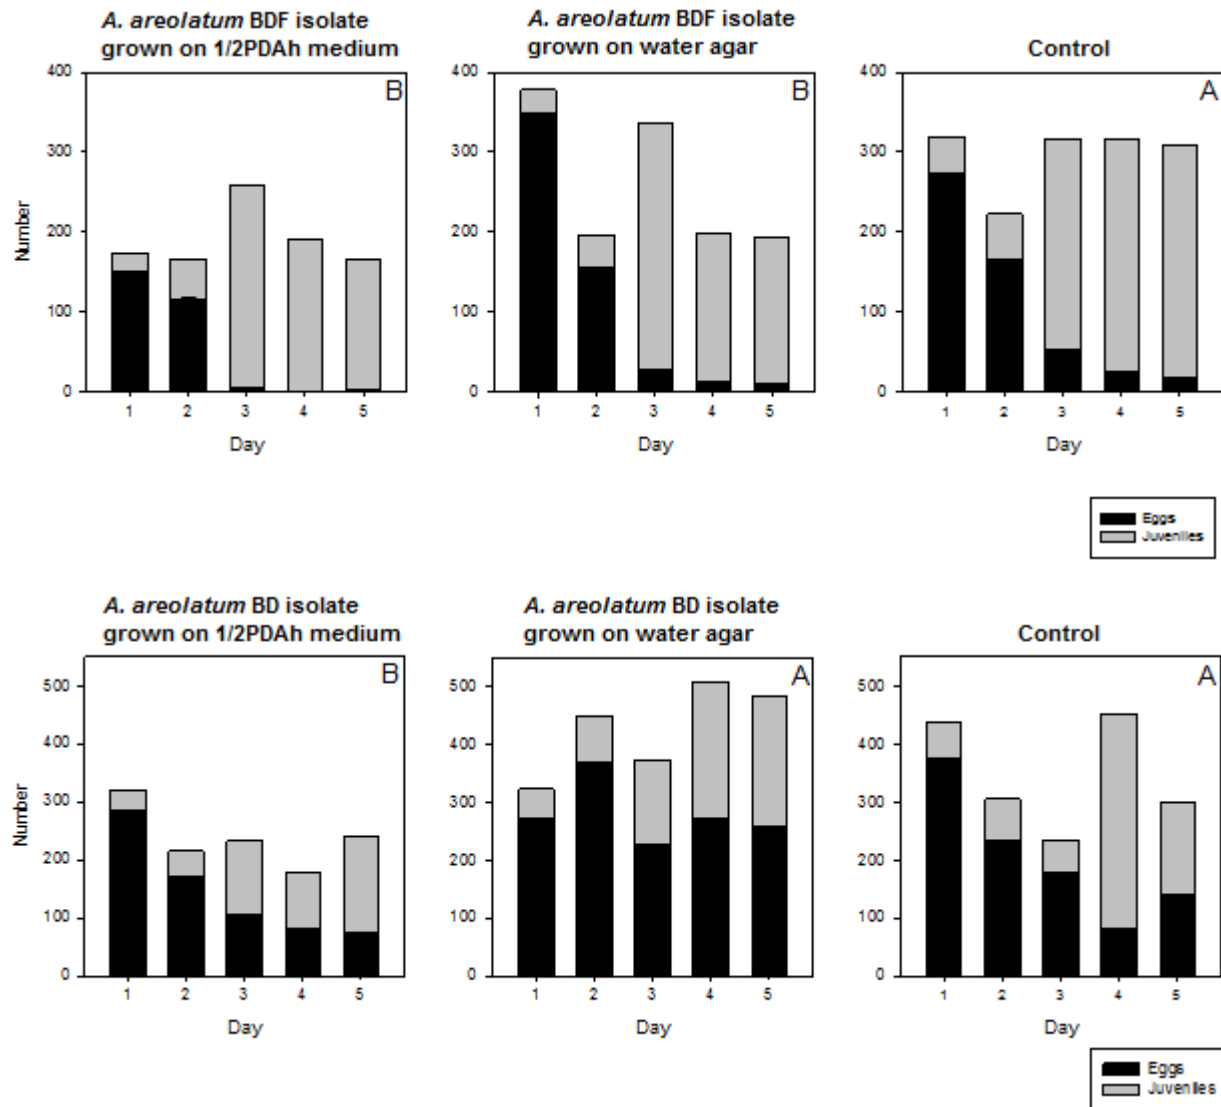 A. areolatum BDF isolate
grown on 1/2PDAh medium
A. areolatum BDF isolate
grown on water agar
Control
B
B
A
400
300
200
100
0
Number
1 2 3 4 5
Day
400
300
200
100
0
1 2 3 4 5
Day
400
300
200
100
0
1 2 3 4 5
Day
Eggs
Juveniles
A. areolatum BD isolate
grown on 1/2PDAh medium
A. areolatum BD isolate
grown on water agar
Control
B
A
A
500
400
300
200
100
0
Number
1 2 3 4 5
Day
500
400
300
200
100
0
1 2 3 4 5
Day
500
400
300
200
100
0
1 2 3 4 5
Day
Eggs
Juveniles